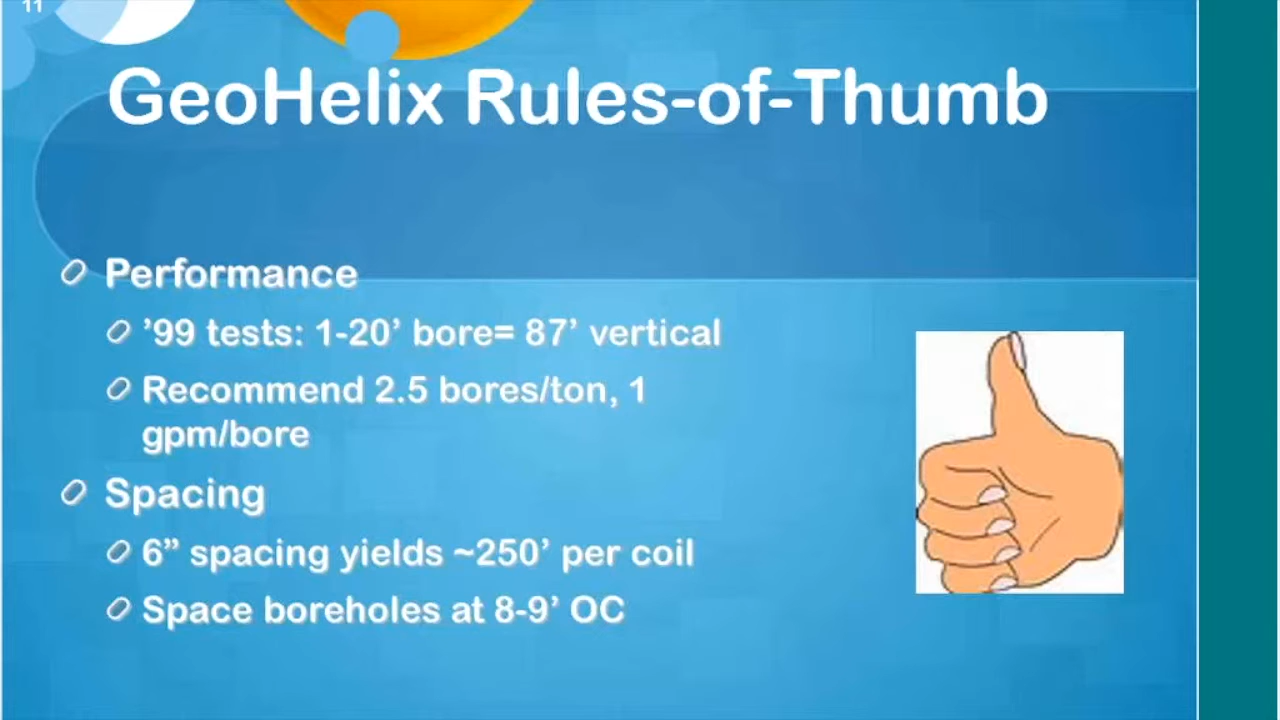 11
GeoHelix Rules-of-Thumb
Performance
’99 tests: 1-20’ bore= 87’ vertical
Recommend 2.5 bores/ton, 1
gpm/bore
Spacing
6” spacing yields ~250’ per coil
Space boreholes at 8-9’ OC